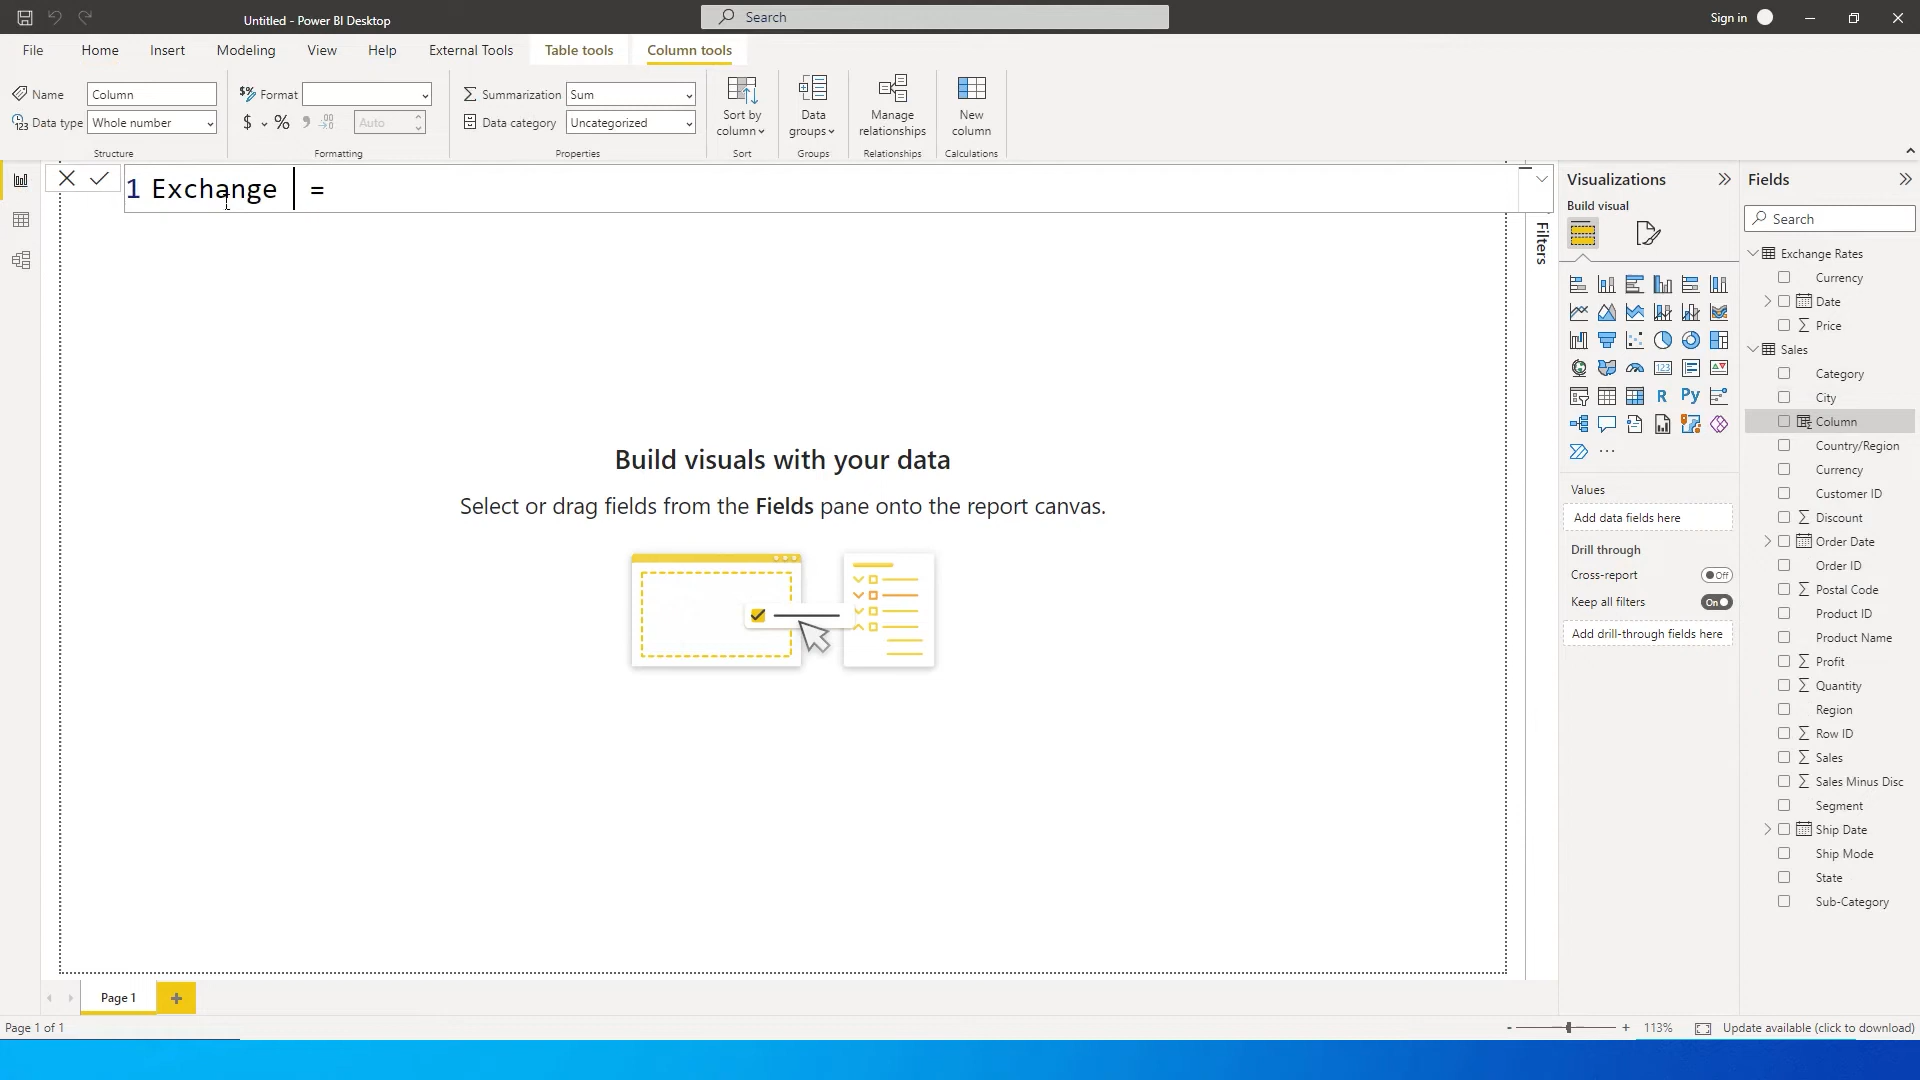 Untitled - Power BI Desktop
Search
Sign in
File
Home
Insert
Modeling
View
Help
External Tools
Table tools
Column tools
Name
Column
Data type
Whole number
Structure
$% Format
$ % 9 .00
Auto
Formatting
Summarization
Sum
Data category
Uncategorized
Properties
Sort by
column
Sort
Data
groups
Groups
Manage
relationships
Relationships
New
column
Calculations
1 Exchange =
Filters
Build visuals with your data
Select or drag fields from the Fields pane onto the report canvas.
Visualizations
Build visual
123
R
Py
...
Values
Add data fields here
Drill through
Cross-report
Off
Keep all filters
On
Add drill-through fields here
Fields
Search
Exchange Rates
Currency
Date
Price
Sales
Category
City
Column
Country/Region
Currency
Customer ID
Discount
Order Date
Order ID
Postal Code
Product ID
Product Name
Profit
Quantity
Region
Row ID
Sales
Sales Minus Disc
Segment
Ship Date
Ship Mode
State
Sub-Category
Page 1
+
Page 1 of 1
- + 113%
Update available (click to download)